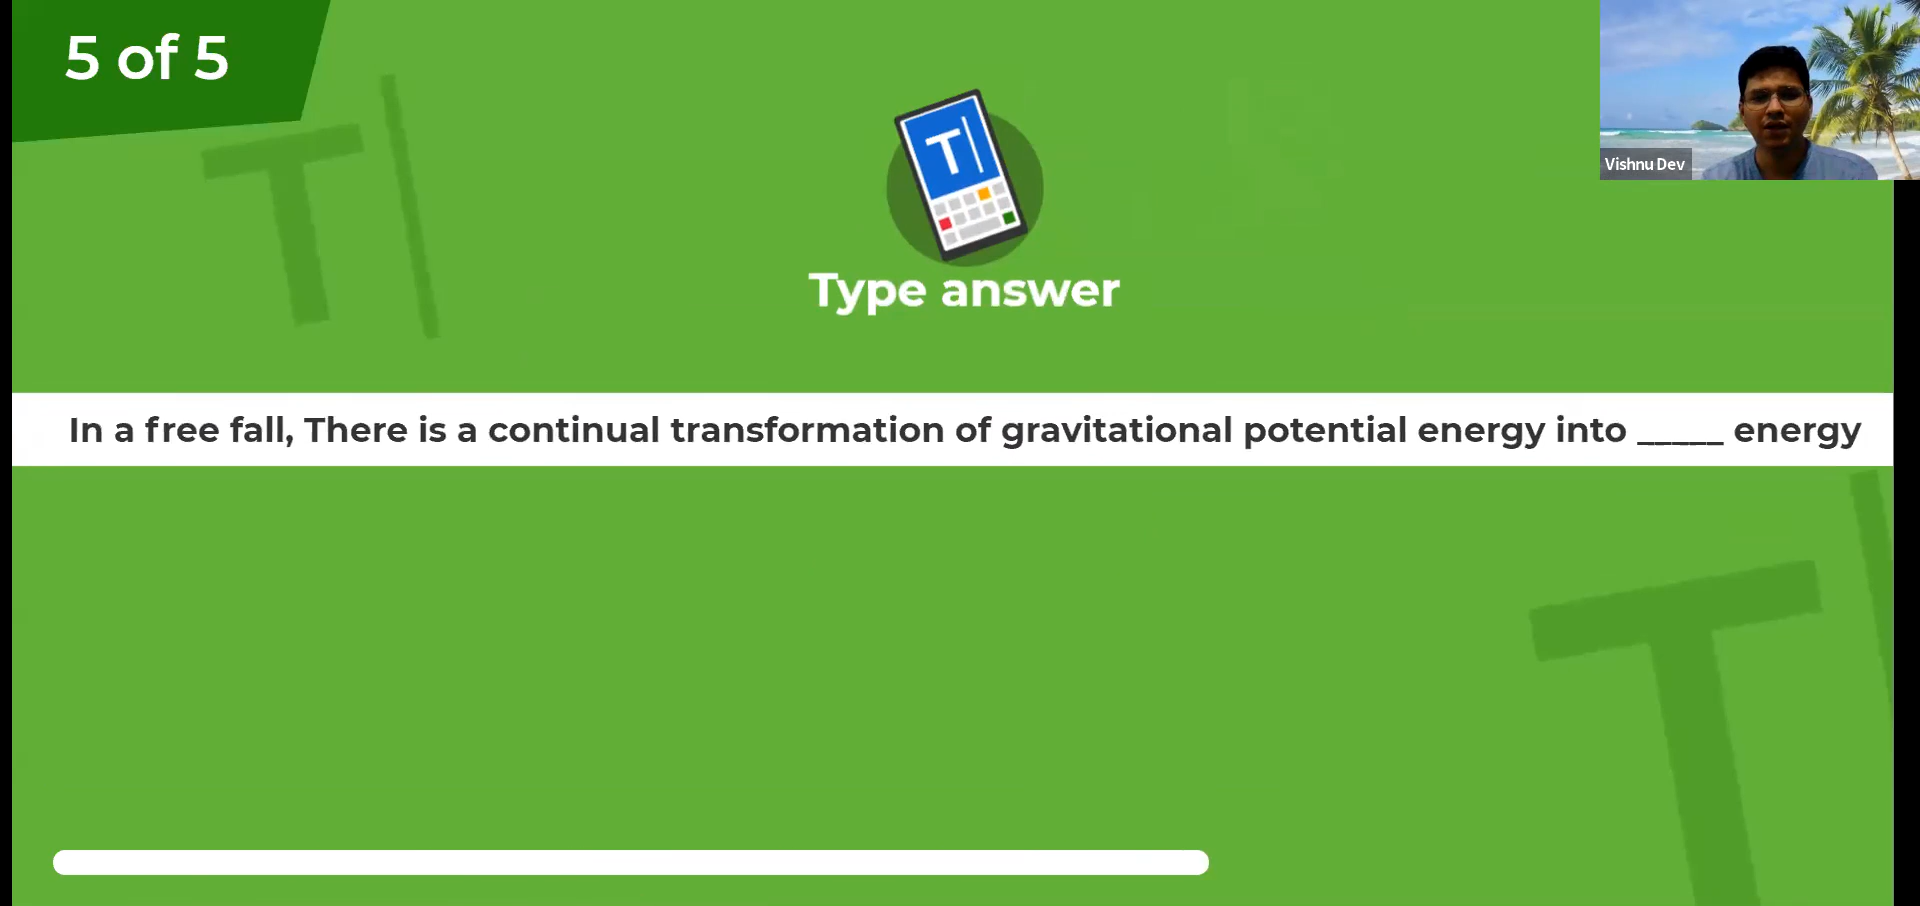 5 of 5
T
Vishnu Dev
Type answer
In a free fall, There is a continual transformation of gravitational potential energy into _____ energy